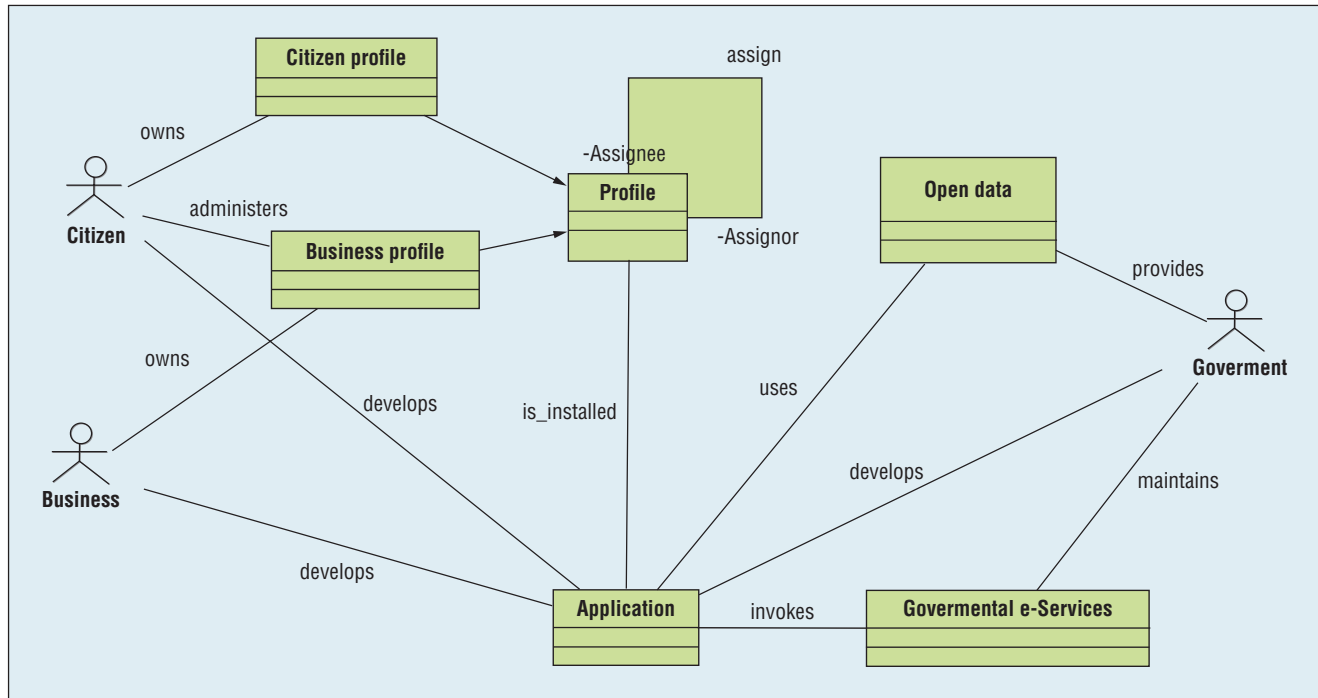 Citizen profile
assign
owns
-Assignee
Profile
Open data
administers
Citizen
-Assignor
Business profile
provides
owns
Goverment
uses
develops
is_installed
develops
maintains
Business
develops
Application
invokes
Govermental e-Services